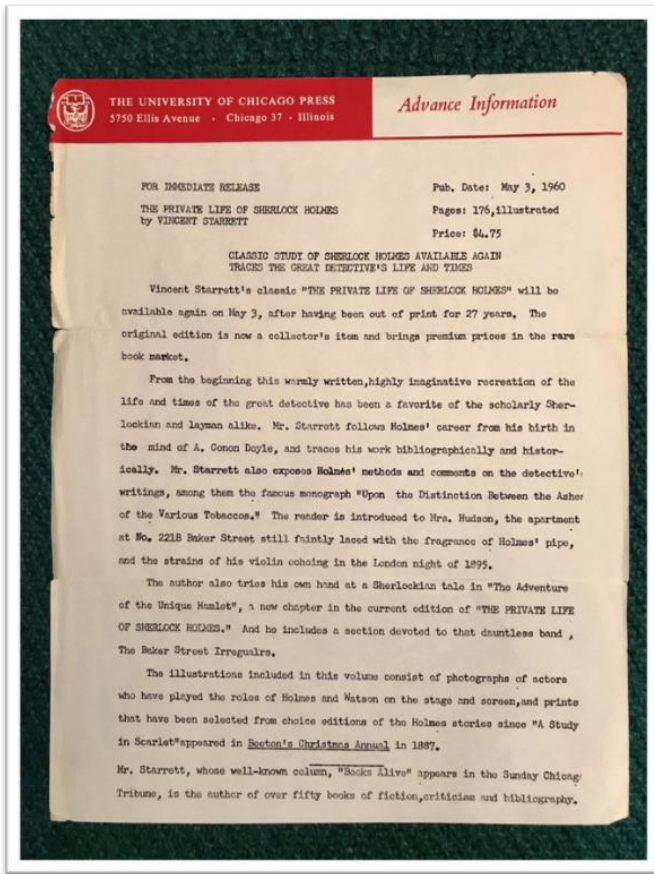 THE UNIVERSITY OF CHICAGO PRESS
5750 Ellis Avenue · Chicago 37 · Illinois
Advance Information
FOR IMMEDIATE RELEASE
Pub. Date: May 3, 1960
THE PRIVATE LIFE OF SHERLOCK HOLMES
by VINCENT STARRETT
Pages: 176,illustrated
Price: $4.75
CLASSIC STUDY OF SHERLOCK HOLMES AVAILABLE AGAIN
TRACES THE GREAT DETECTIVE'S LIFE AND TIMES
Vincent Starrett's classic "THE PRIVATE LIFE OF SHERLOCK HOLMES" will be
available again on May 3, after having been out of print for 27 years. The
original edition is now a collector's item and brings premium prices in the rare
book market.
From the beginning this warmly written,highly imaginative recreation of the
life and times of the great detective has been a favorite of the scholarly Sher-
lockian and layman alike. Mr. Starrett follows Holmes' career from his birth in
the mind of A. Conon Doyle, and traces his work bibliographically and histor-
ically. Mr. Starrett also exposes Holmes' methods and comments on the detective's
writings, among them the famous monograph "Upon the Distinction Between the Ashes
of the Various Tobaccos." The reader is introduced to Mrs. Hudson, the apartment
at No. 221B Baker Street still faintly laced with the fragrance of Holmes' pipe,
and the strains of his violin echoing in the London night of 1895.
The author also tries his own hand at a Sherlockian tale in "The Adventure
of the Unique Hamlet", a new chapter in the current edition of "THE PRIVATE LIFE
OF SHERLOCK HOLMES." And he includes a section devoted to that dauntless band ,
The Baker Street Irregualrs.
The illustrations included in this volume consist of photographs of actors
who have played the roles of Holmes and Watson on the stage and screen,and prints
that have been selected from choice editions of the Holmes stories since "A Study
in Scarlet"appeared in Beeton's Christmas Annual in 1887.
Mr. Starrett, whose well-known column, "Books Alive" appears in the Sunday Chicag
Tribune, is the author of over fifty books of fiction,criticism and bibliography.